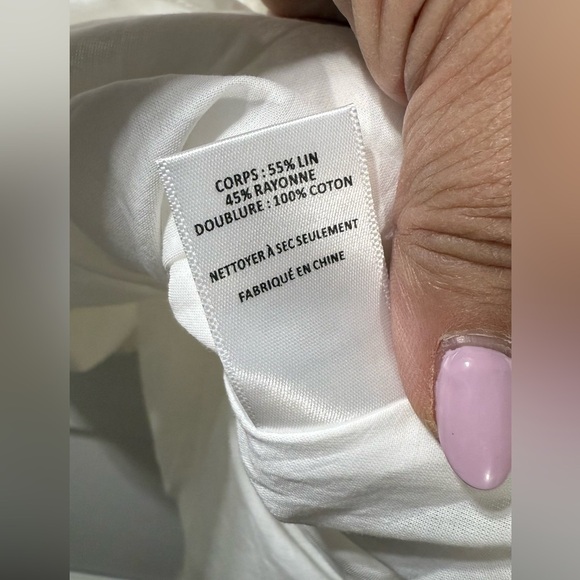 CORPS : 55% LIN
45% RAYONNE
DOUBLURE : 100% COTON
NETTOYER À SEC SEULEMENT
FABRIQUÉ EN CHINE